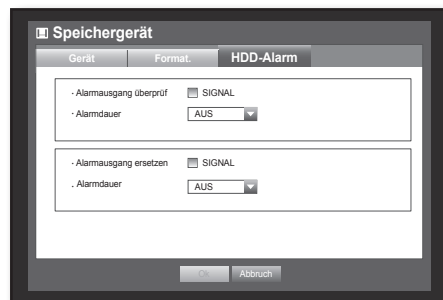 Speichergerät
Gerät Format. HDD-Alarm
· Alarmausgang überprüf SIGNAL
· Alarmdauer AUS
· Alarmausgang ersetzen SIGNAL
. Alarmdauer AUS
Ok Abbruch